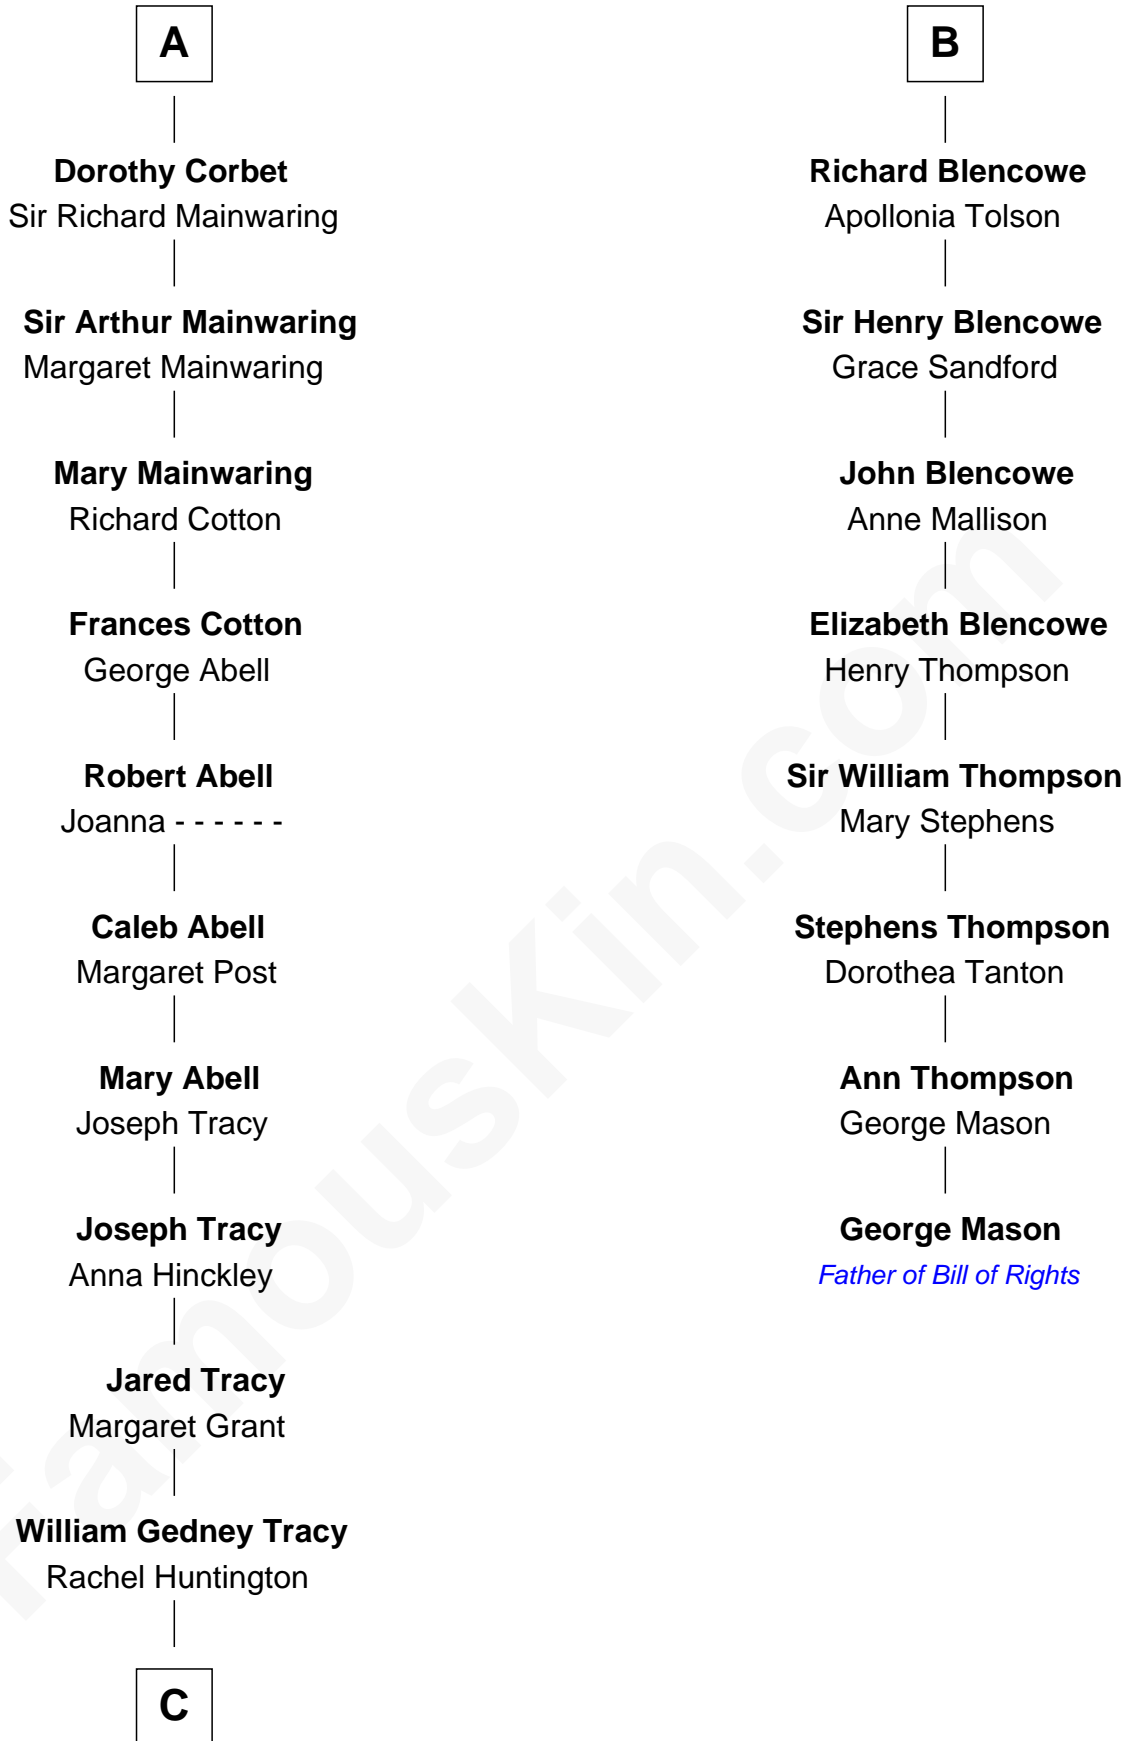 A
Dorothy Corbet
Sir Richard Mainwaring
Sir Arthur Mainwaring
Margaret Mainwaring
Mary Mainwaring
Richard Cotton
Frances Cotton
George Abell
Robert Abell
Joanna - - - - - -
Caleb Abell
Margaret Post
Mary Abell
Joseph Tracy
Joseph Tracy
Anna Hinckley
Jared Tracy
Margaret Grant
William Gedney Tracy
Rachel Huntington
C
B
Richard Blencowe
Apollonia Tolson
Sir Henry Blencowe
Grace Sandford
John Blencowe
Anne Mallison
Elizabeth Blencowe
Henry Thompson
Sir William Thompson
Mary Stephens
Stephens Thompson
Dorothea Tanton
Ann Thompson
George Mason
George Mason
Father of Bill of Rights
FamousKin.com